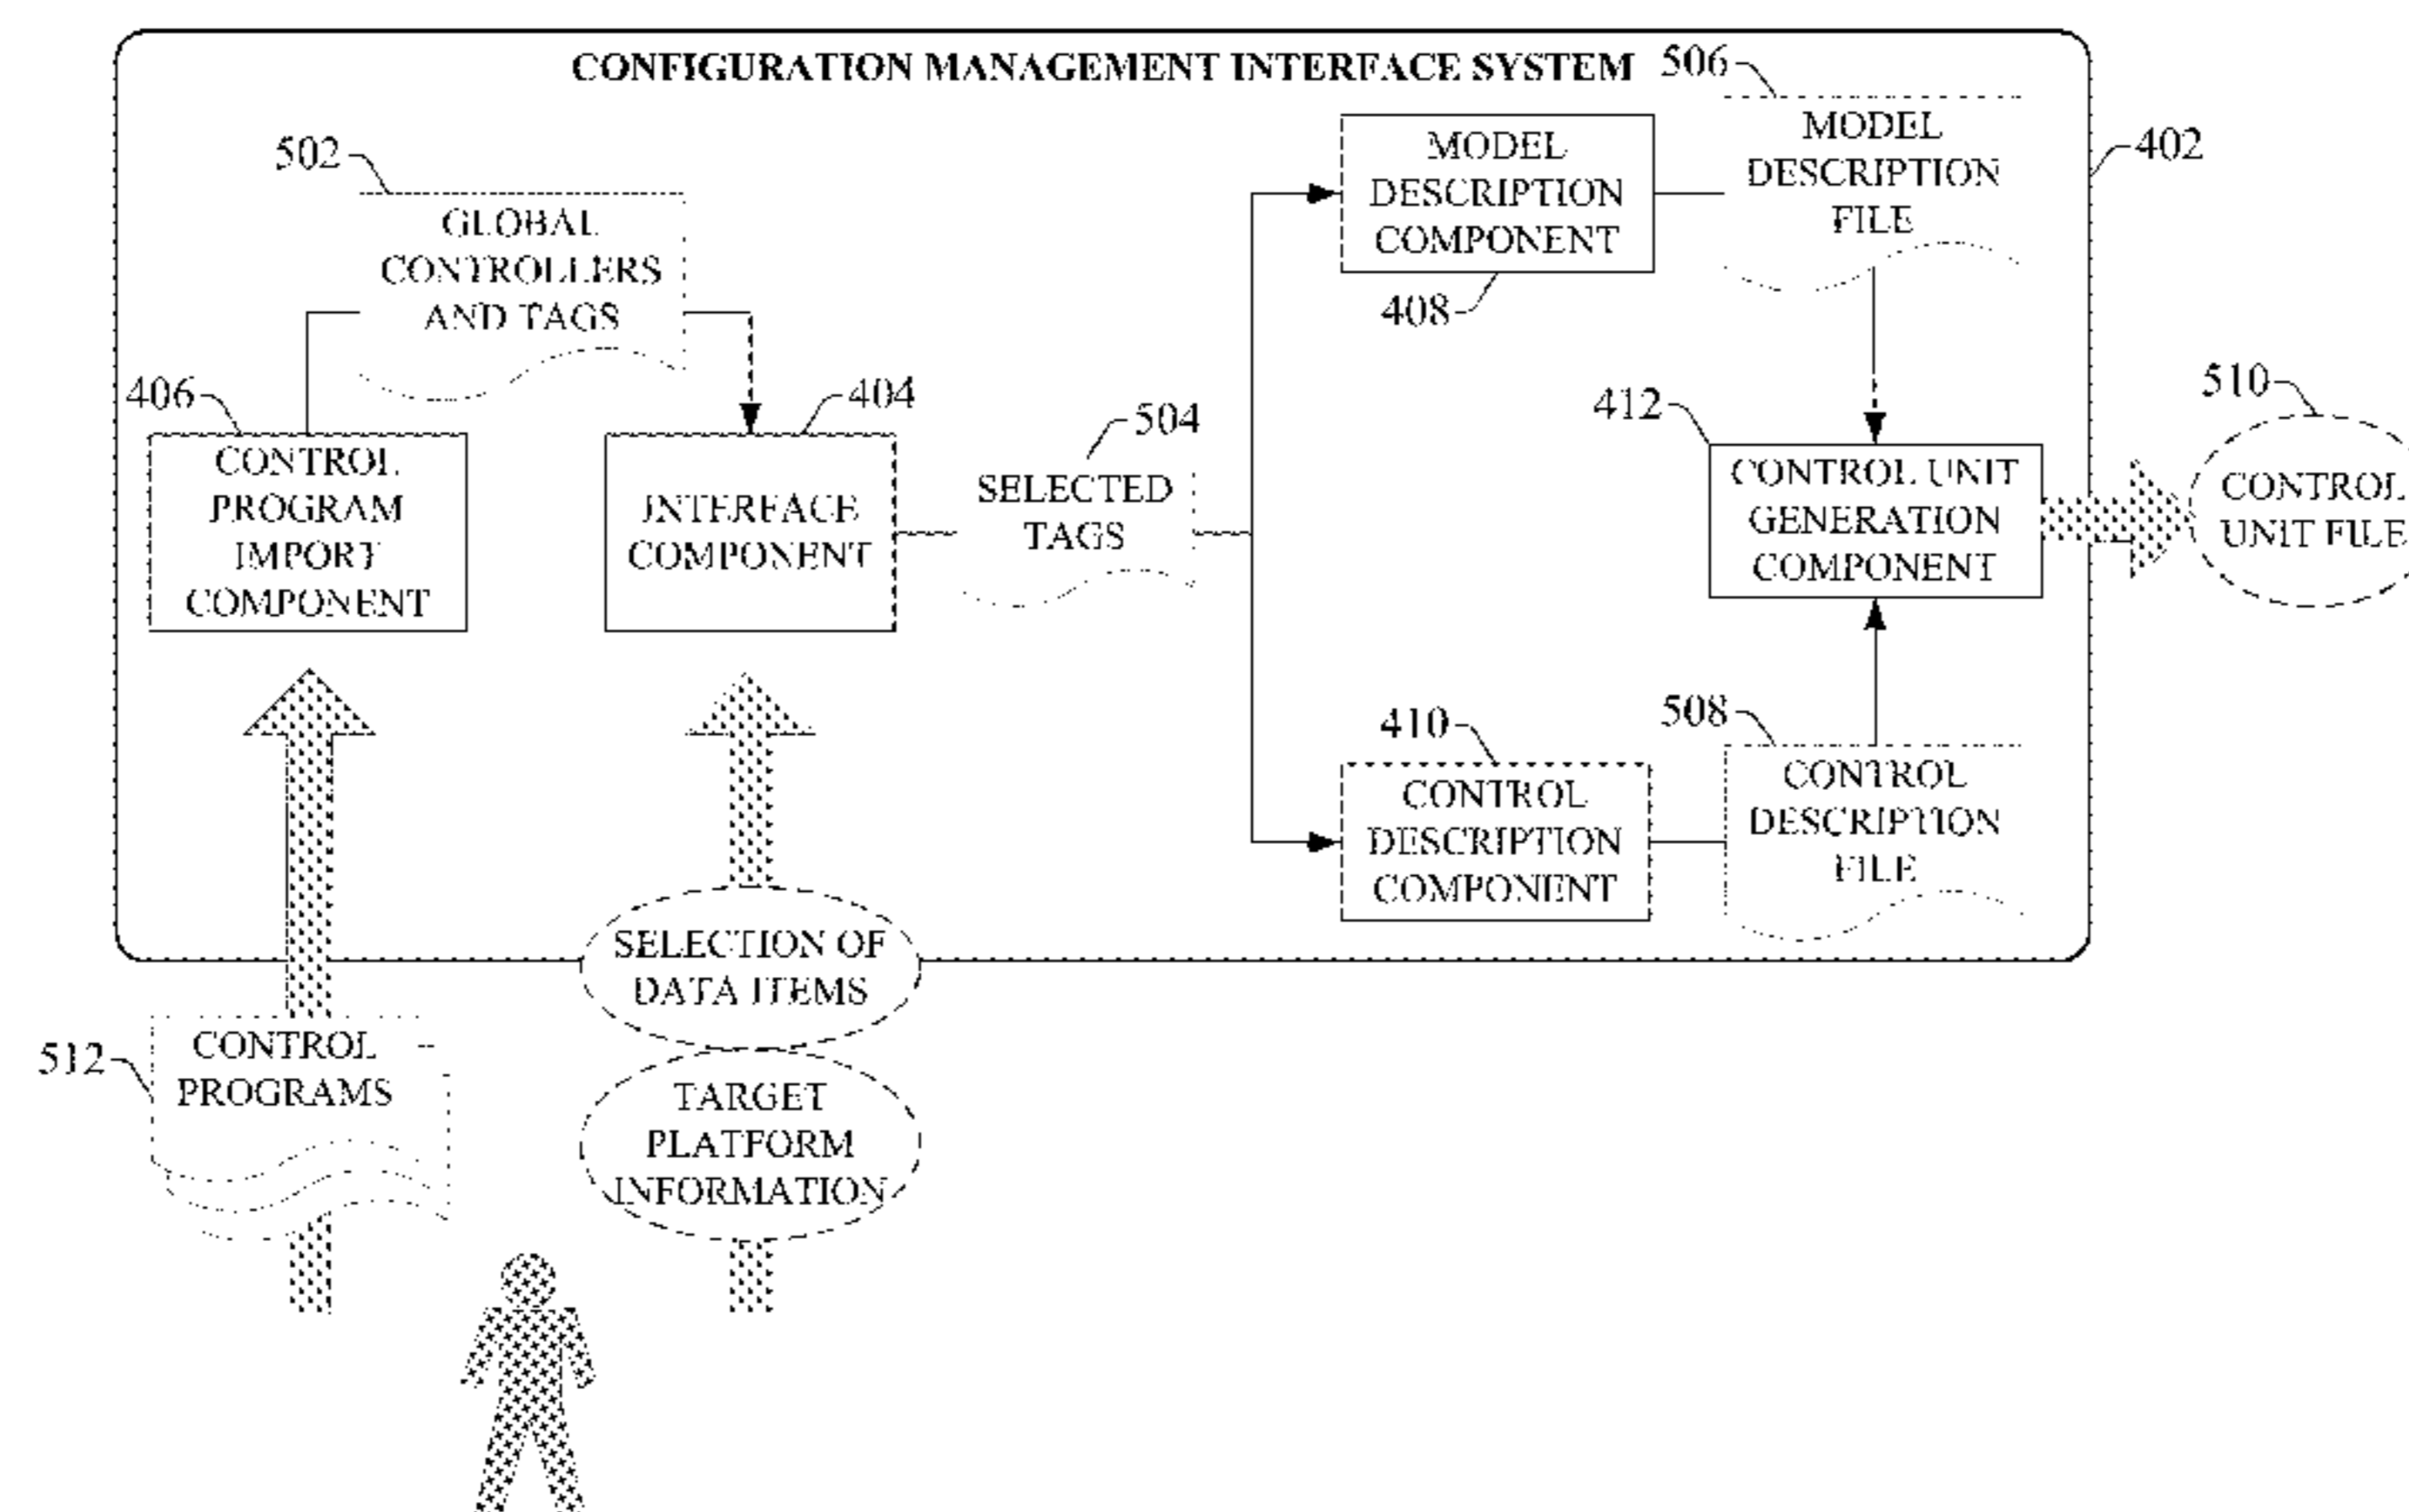 CONFIGURATION MANAGEMENT INTERFACE SYSTEM
506
MODEL
DESCRIPTION
FILE
402
502
GLOBAL
CONTROLLERS
AND TAGS
MODEL
DESCRIPTION
COMPONENT
408
406
CONTROL
PROGRAM
IMPORT
COMPONENT
404
INTERFACE
COMPONENT
504
SELECTED
TAGS
412
CONTROL UNIT
GENERATION
COMPONENT
510
CONTROL
UNIT FILE
410
CONTROL
DESCRIPTION
COMPONENT
508
CONTROL
DESCRIPTION
FILE
SELECTION OF
DATA ITEMS
512
CONTROL
PROGRAMS
TARGET
PLATFORM
INFORMATION